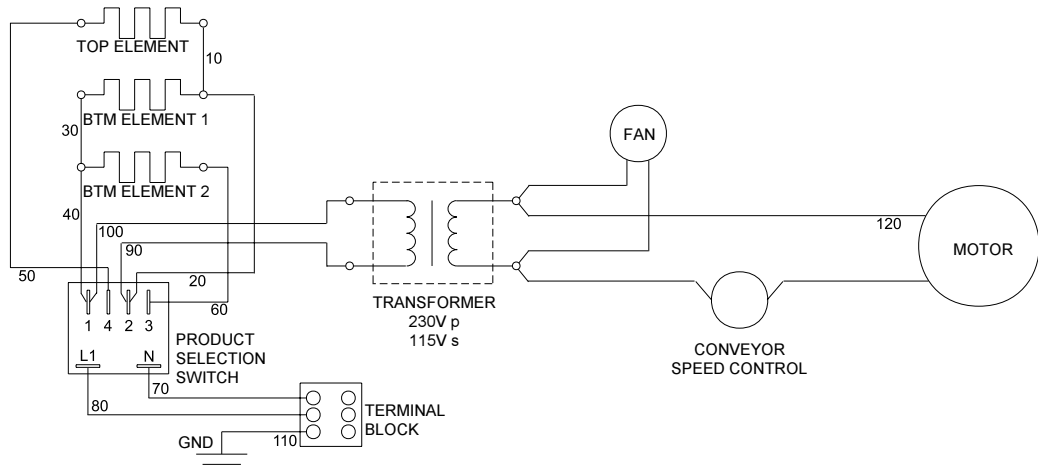 TOP ELEMENT
10
BTM ELEMENT 1
30
BTM ELEMENT 2
40
100
90
50
20
60
1 4 2 3
L1 N
PRODUCT
SELECTION
SWITCH
70
80
110
GND
TERMINAL
BLOCK
TRANSFORMER
230V p
115V s
FAN
120
MOTOR
CONVEYOR
SPEED CONTROL